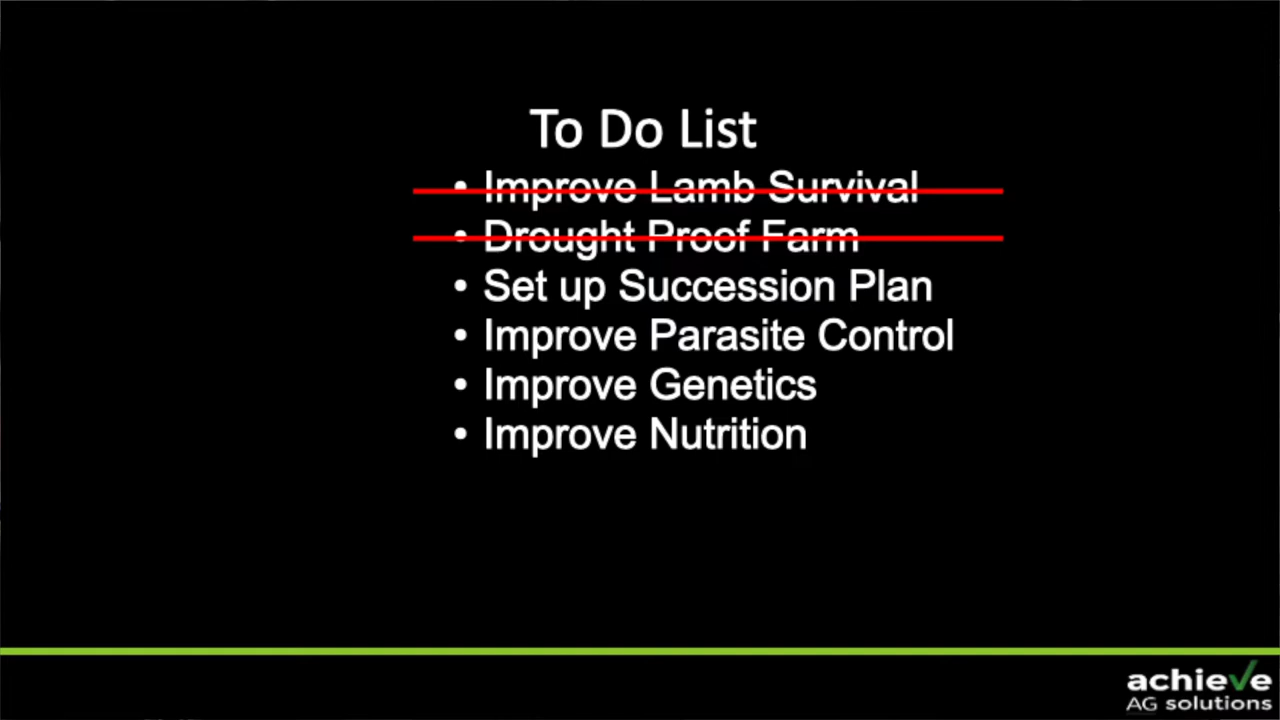 To Do List
• Improve Lamb Survival
• Drought Proof Farm
• Set up Succession Plan
• Improve Parasite Control
• Improve Genetics
• Improve Nutrition
achieve
AG solutions